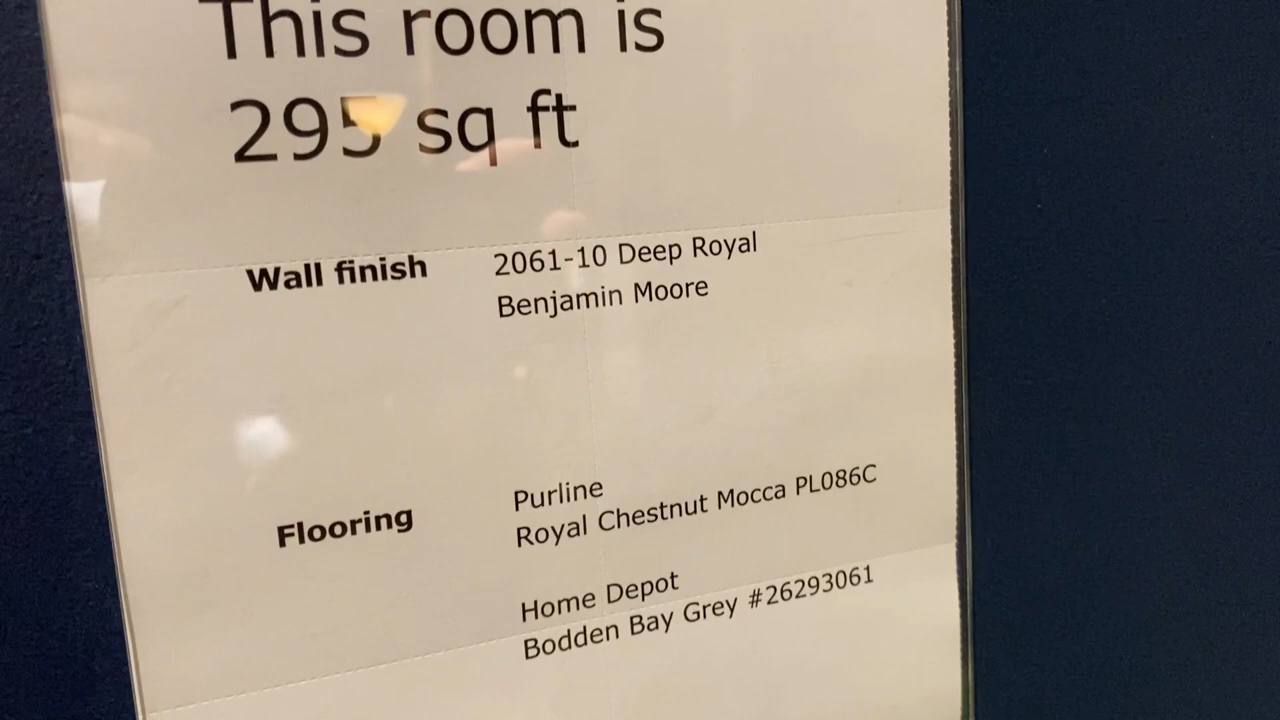 This room is
295 sq ft
Wall finish 2061-10 Deep Royal
Benjamin Moore
Flooring Purline
Royal Chestnut Mocca PL086C
Home Depot
Bodden Bay Grey #26293061